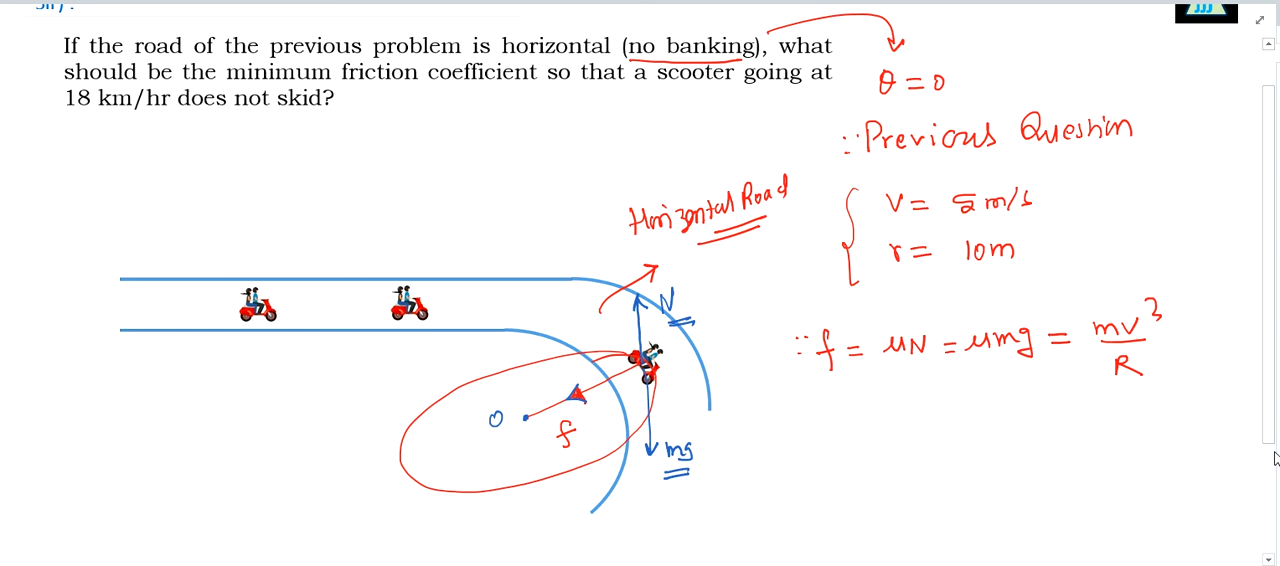 If the road of the previous problem is horizontal (no banking), what
should be the minimum friction coefficient so that a scooter going at
18 km/hr does not skid?
θ = 0
∵ Previous Question
v = 5 m/s
r = 10m
Horizontal Road
N
∵ f = μN = μmg = mv³/R
O
f
mg